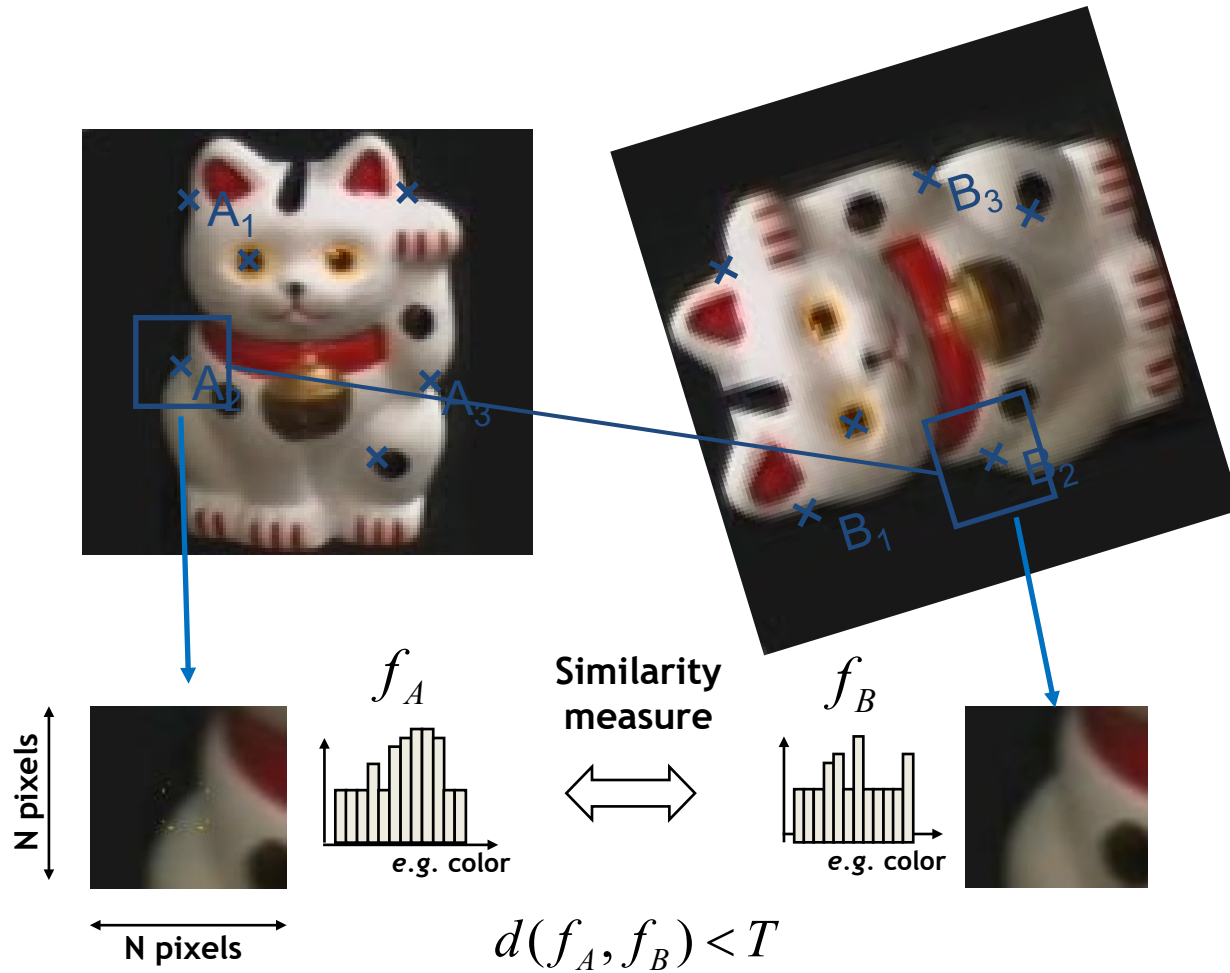 A₁
A₂
A₃
B₃
B₂
B₁
f_A
Similarity
measure
f_B
N pixels
e.g. color
e.g. color
N pixels
d(f_A, f_B) < T